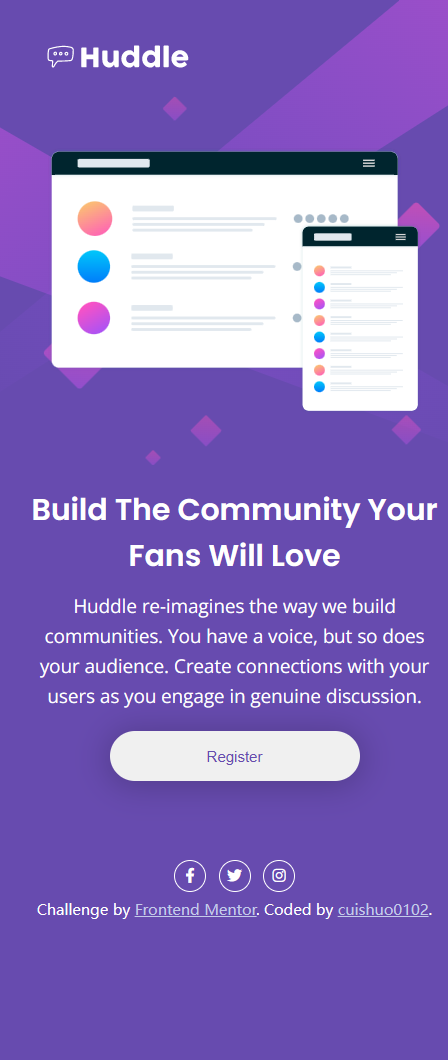 Huddle
Build The Community Your
Fans Will Love
Huddle re-imagines the way we build
communities. You have a voice, but so does
your audience. Create connections with your
users as you engage in genuine discussion.
Register
Challenge by Frontend Mentor. Coded by cuishuo0102.